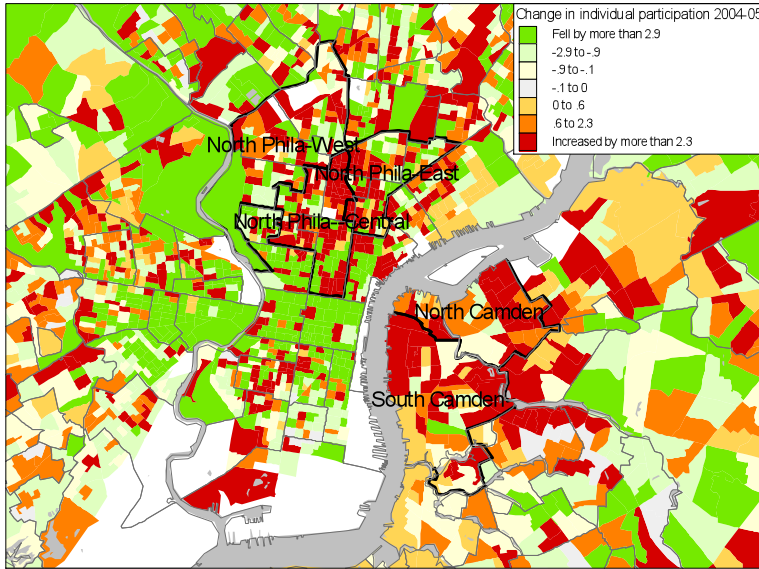 Change in individual participation 2004-05
Fell by more than 2.9
-2.9 to -.9
-.9 to -.1
-.1 to 0
0 to .6
.6 to 2.3
Increased by more than 2.3
North Phila-West
North Phila-East
North Phila--Central
North Camden
South Camden